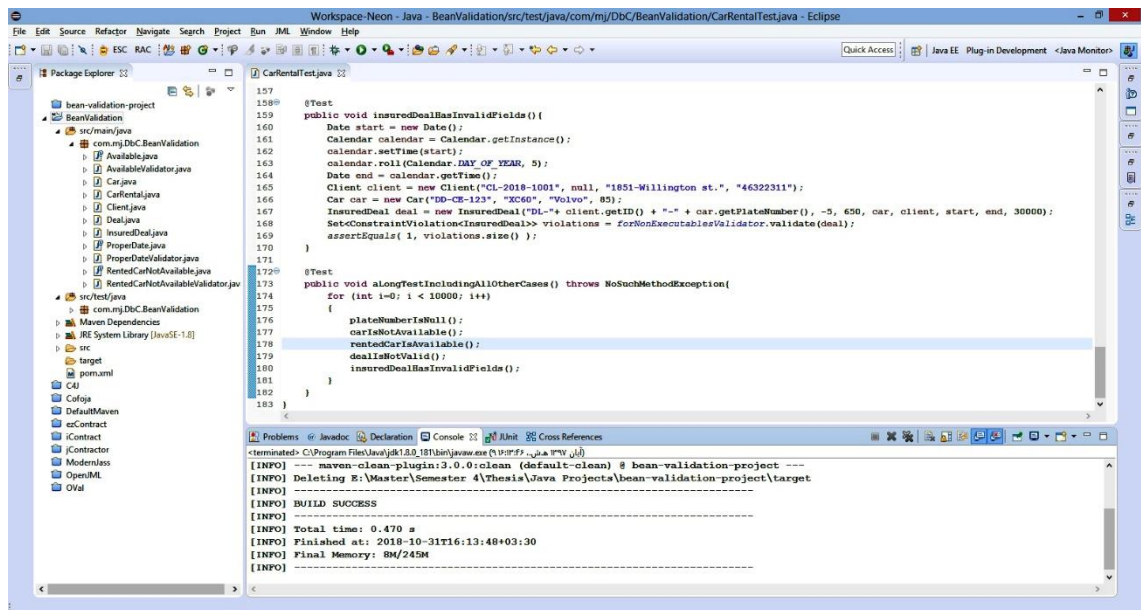 Workspace-Neon - Java - BeanValidation/src/test/java/com/mj/DbC/BeanValidation/CarRentalTest.java - Eclipse
File Edit Source Refactor Navigate Search Project Run JML Window Help
ESC RAC
Quick Access Java EE Plug-in Development <Java Monitor>
Package Explorer
bean-validation-project
BeanValidation
src/main/java
com.mj.DbC.BeanValidation
Available.java
AvailableValidator.java
Car.java
CarRental.java
Client.java
Deal.java
InsuredDeal.java
ProperDate.java
ProperDateValidator.java
RentedCarNotAvailable.java
RentedCarNotAvailableValidator.jav
src/test/java
com.mj.DbC.BeanValidation
Maven Dependencies
JRE System Library [JavaSE-1.8]
src
target
pom.xml
C4J
Cofoja
DefaultMaven
ezContract
iContract
jContractor
ModernJass
OpenJML
OVal
CarRentalTest.java
157
158 @Test
159 public void insuredDealHasInvalidFields(){
160 Date start = new Date();
161 Calendar calendar = Calendar.getInstance();
162 calendar.setTime(start);
163 calendar.roll(Calendar.DAY_OF_YEAR, 5);
164 Date end = calendar.getTime();
165 Client client = new Client("CL-2018-1001", null, "1851-Willington st.", "46322311");
166 Car car = new Car("DD-CE-123", "XC60", "Volvo", 85);
167 InsuredDeal deal = new InsuredDeal("DL-"+ client.getID() + "-" + car.getPlateNumber(), -5, 650, car, client, start, end, 30000);
168 Set<ConstraintViolation<InsuredDeal>> violations = forNonExecutablesValidator.validate(deal);
169 assertEquals( 1, violations.size() );
170 }
171
172 @Test
173 public void aLongTestIncludingAllOtherCases() throws NoSuchMethodException{
174 for (int i=0; i < 10000; i++)
175 {
176 plateNumberIsNull();
177 carIsNotAvailable();
178 rentedCarIsAvailable();
179 dealIsNotValid();
180 insuredDealHasInvalidFields();
181 }
182 }
183 }
Problems Javadoc Declaration Console JUnit Cross References
<terminated> C:\Program Files\Java\jdk1.8.0_181\bin\javaw.exe
[INFO] --- maven-clean-plugin:3.0.0:clean (default-clean) @ bean-validation-project ---
[INFO] Deleting E:\Master\Semester 4\Thesis\Java Projects\bean-validation-project\target
[INFO] ------------------------------------------------------------------------
[INFO] BUILD SUCCESS
[INFO] ------------------------------------------------------------------------
[INFO] Total time: 0.470 s
[INFO] Finished at: 2018-10-31T16:13:48+03:30
[INFO] Final Memory: 8M/245M
[INFO] ------------------------------------------------------------------------